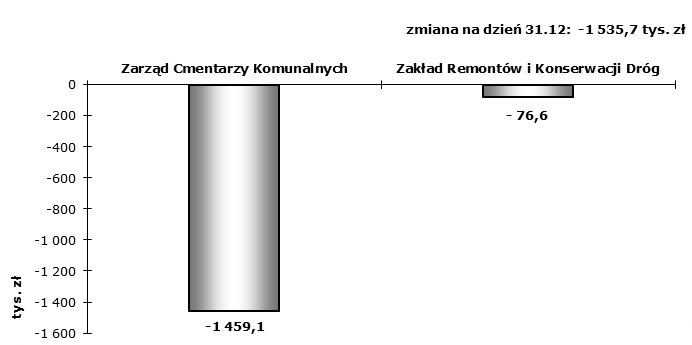 zmiana na dzień 31.12: -1 535,7 tys. zł
Zarząd Cmentarzy Komunalnych
Zakład Remontów i Konserwacji Dróg
0
-200
-400
-600
-800
-1 000
-1 200
-1 400
-1 600
tys. zł
-1 459,1
- 76,6